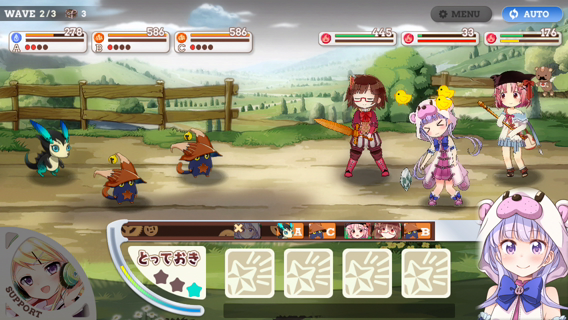 WAVE 2/3 3
MENU
AUTO
278
586
586
445
33
176
A
B
C
A C B
とっておき
SUPPORT